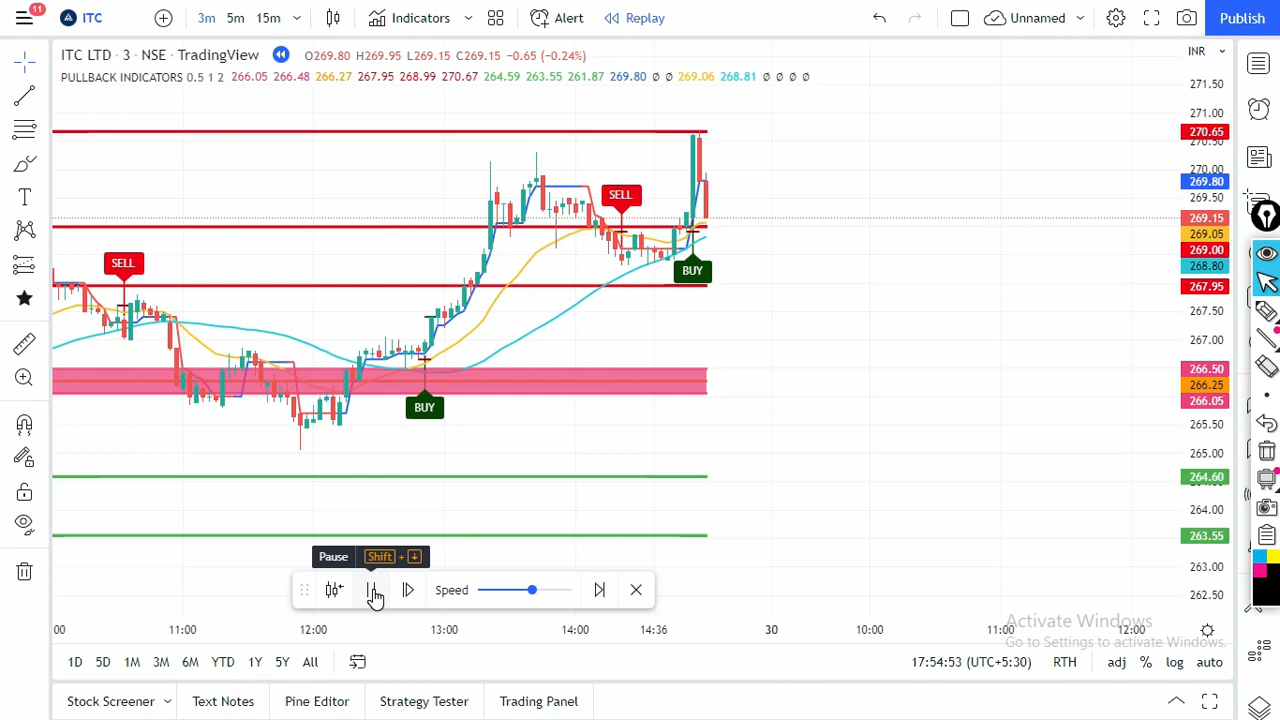 11 ITC 3m 5m 15m Indicators Alert Replay Unnamed Publish
ITC LTD · 3 · NSE · TradingView O269.80 H269.95 L269.15 C269.15 −0.65 (−0.24%) INR
PULLBACK INDICATORS 0.5 1 2 266.05 266.48 266.27 267.95 268.99 270.67 264.59 263.55 261.87 269.80 ∅ ∅ 269.06 268.81 ∅ ∅ ∅ ∅
271.50
271.00
270.65
270.50
270.00
269.80
269.50
269.15
269.05
269.00
268.80
267.95
267.50
267.00
266.50
266.25
266.05
265.50
265.00
264.60
264.00
263.55
263.00
262.50
SELL
SELL
BUY
BUY
Pause Shift + ↓
Speed
Activate Windows
Go to Settings to activate Windows.
:00 11:00 12:00 13:00 14:00 14:36 30 10:00 11:00 12:00
1D 5D 1M 3M 6M YTD 1Y 5Y All 17:54:53 (UTC+5:30) RTH adj % log auto
Stock Screener Text Notes Pine Editor Strategy Tester Trading Panel